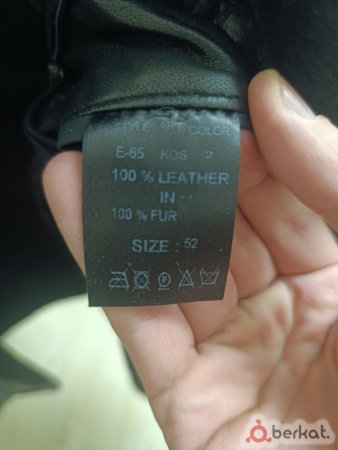 STYLE ART COLOR
E-65 KOS 2
100 % LEATHER
IN
100 % FUR
SIZE : 52
berkat.